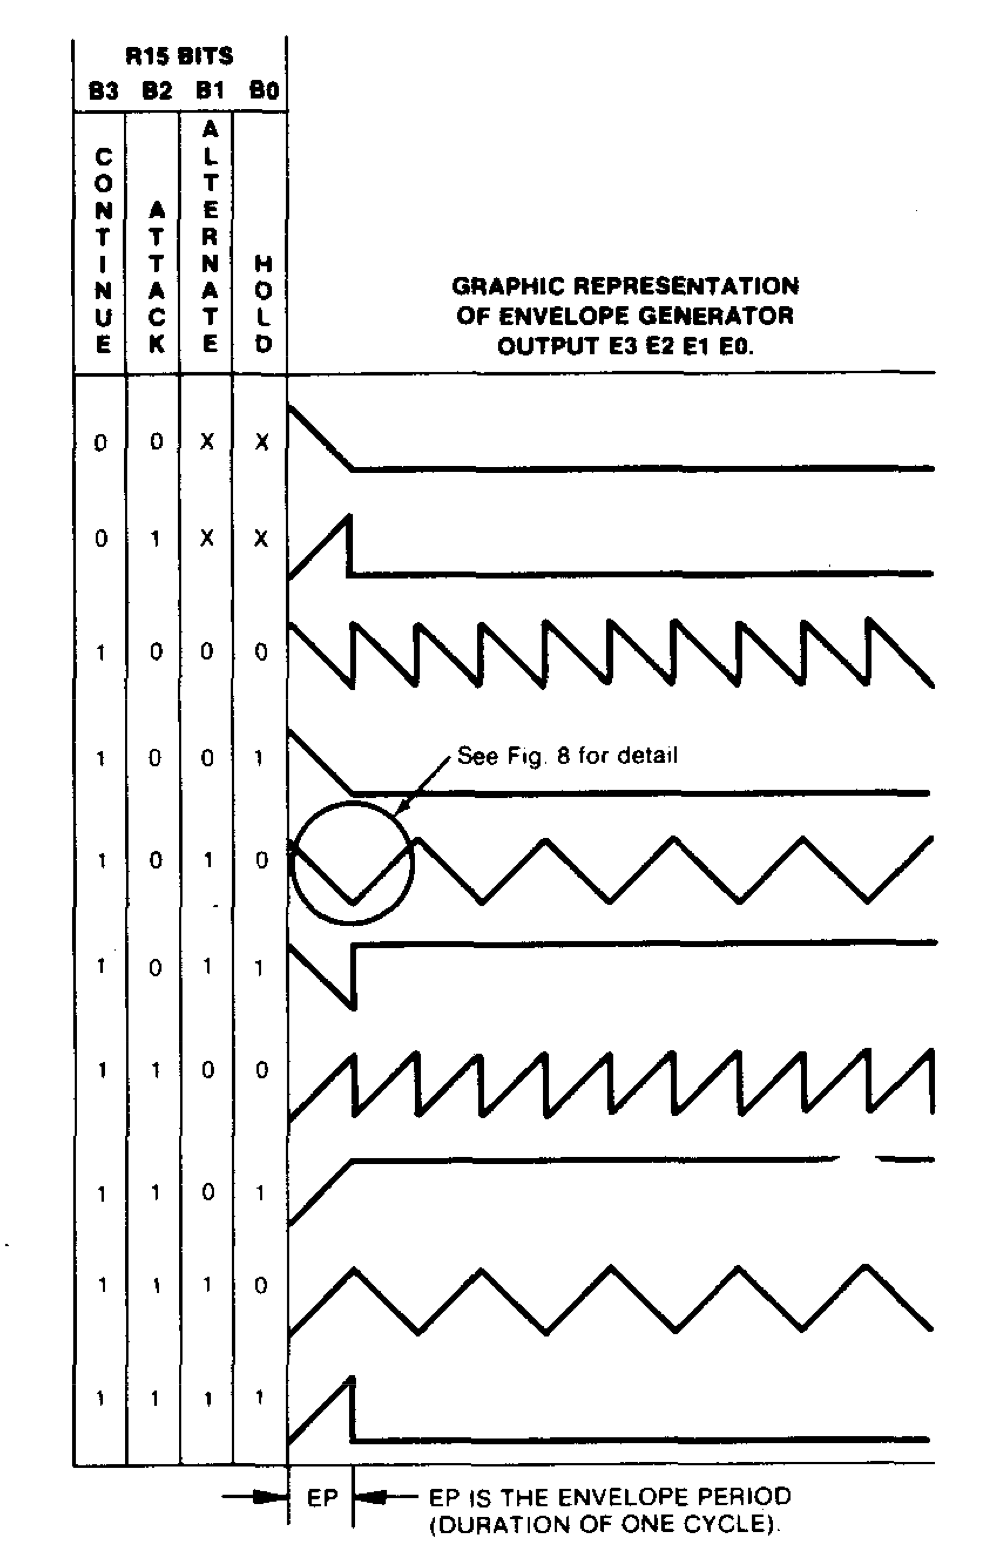 R15 BITS
B3 B2 B1 B0
CONTINUE
ATTACK
ALTERNATE
HOLD
GRAPHIC REPRESENTATION
OF ENVELOPE GENERATOR
OUTPUT E3 E2 E1 E0.
0 0 X X
0 1 X X
1 0 0 0
1 0 0 1
See Fig. 8 for detail
1 0 1 0
1 0 1 1
1 1 0 0
1 1 0 1
1 1 1 0
1 1 1 1
EP
EP IS THE ENVELOPE PERIOD
(DURATION OF ONE CYCLE).